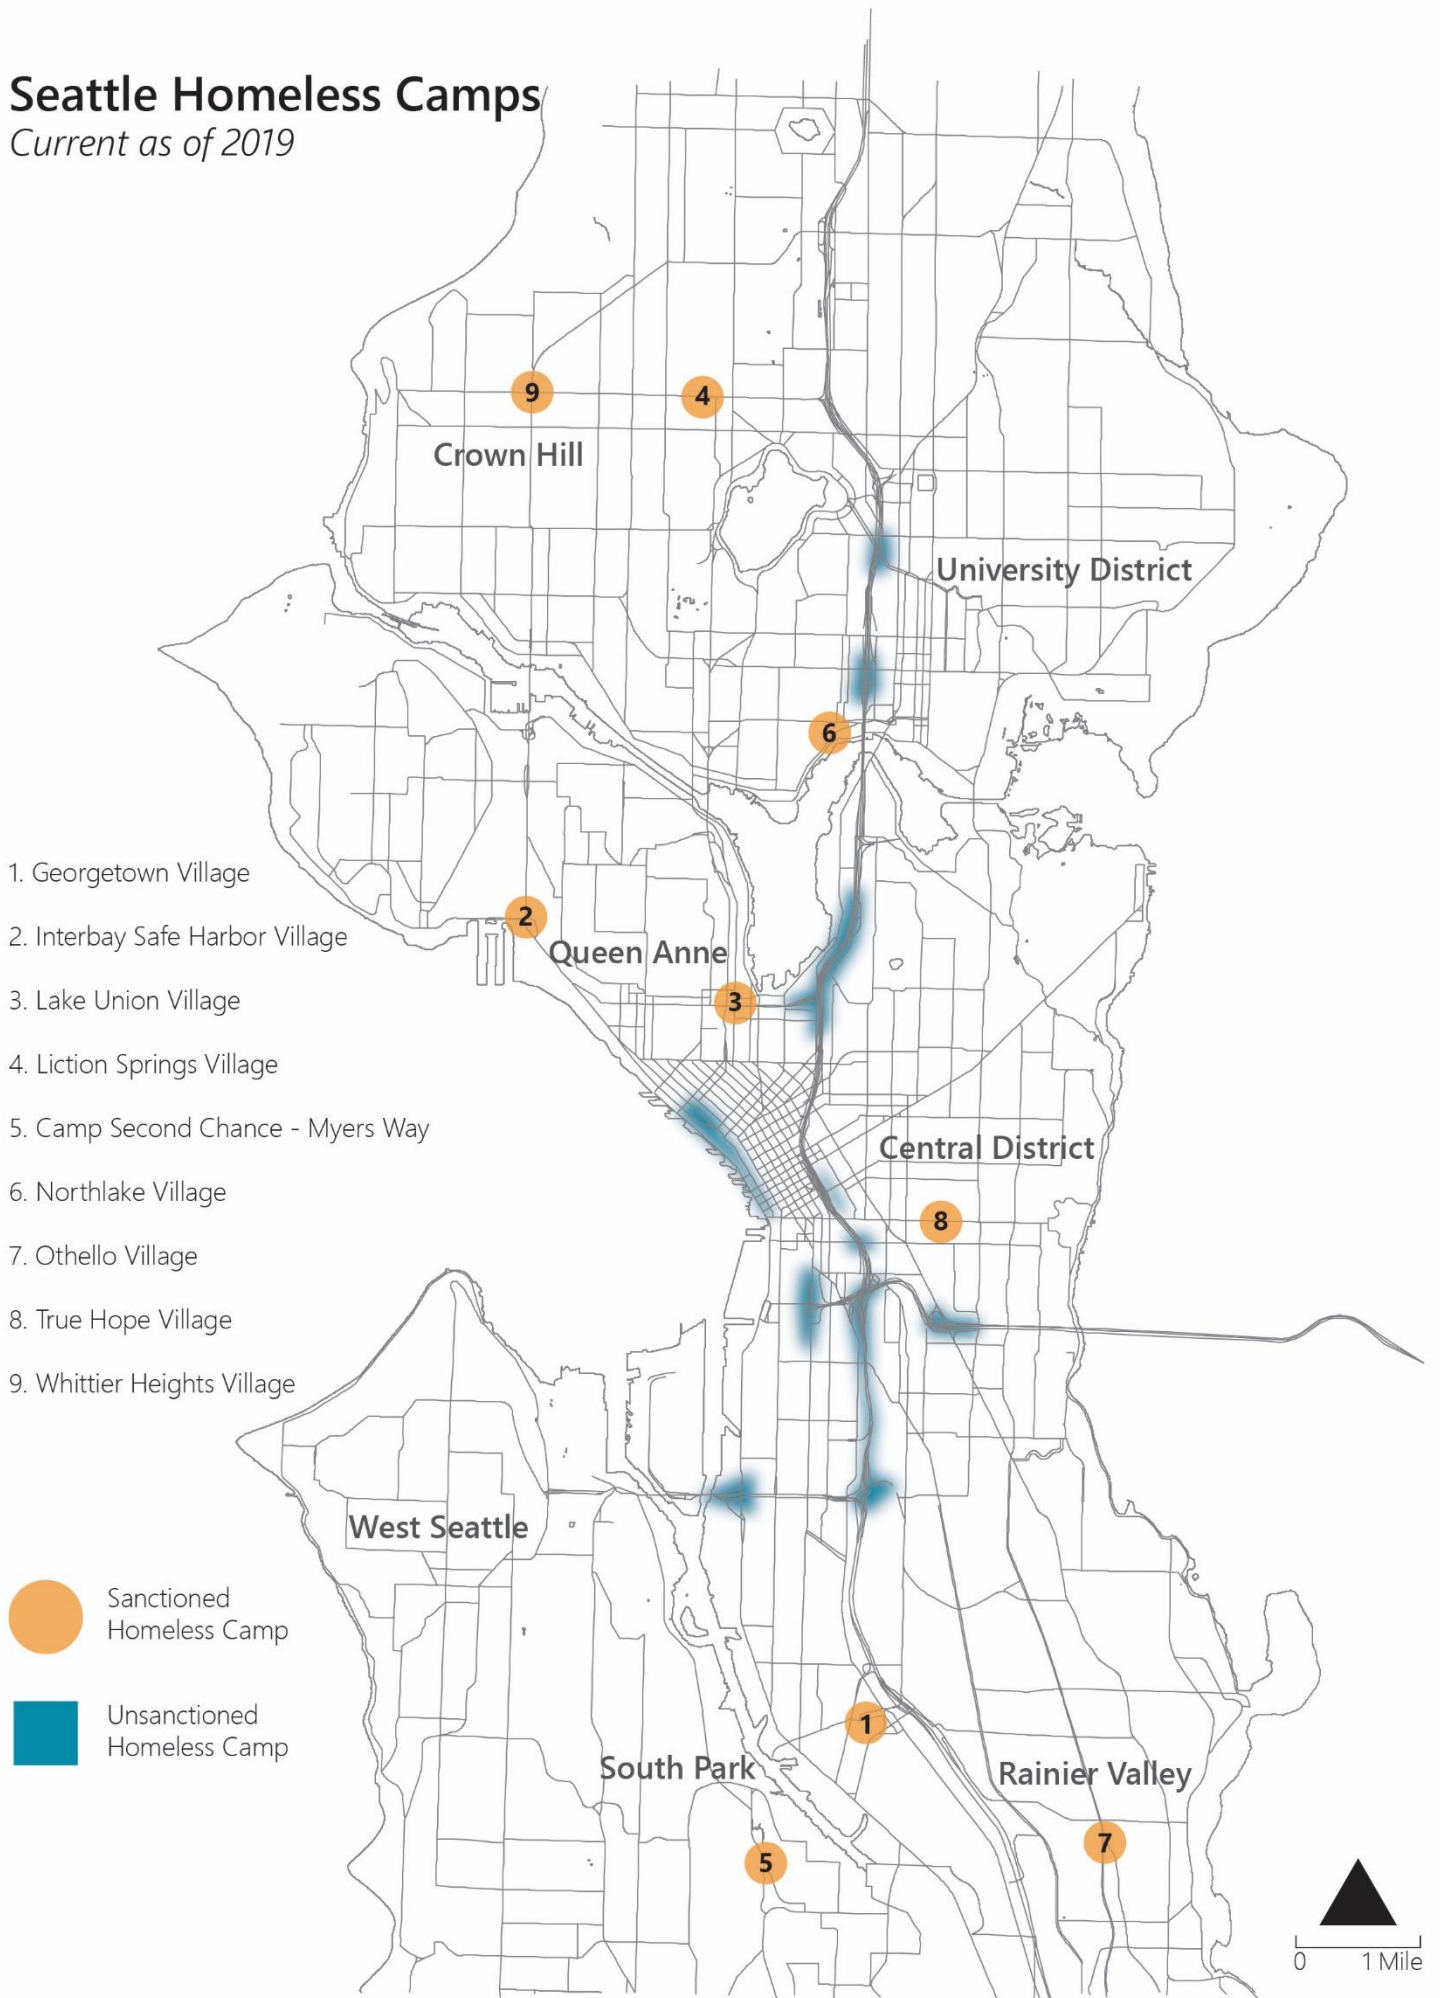 Seattle Homeless Camps
Current as of 2019
9
4
Crown Hill
University District
6
1. Georgetown Village
2. Interbay Safe Harbor Village
3. Lake Union Village
4. Liction Springs Village
5. Camp Second Chance - Myers Way
6. Northlake Village
7. Othello Village
8. True Hope Village
9. Whittier Heights Village
2
Queen Anne
3
Central District
8
West Seattle
Sanctioned
Homeless Camp
Unsanctioned
Homeless Camp
1
South Park
Rainier Valley
7
5
0 1 Mile